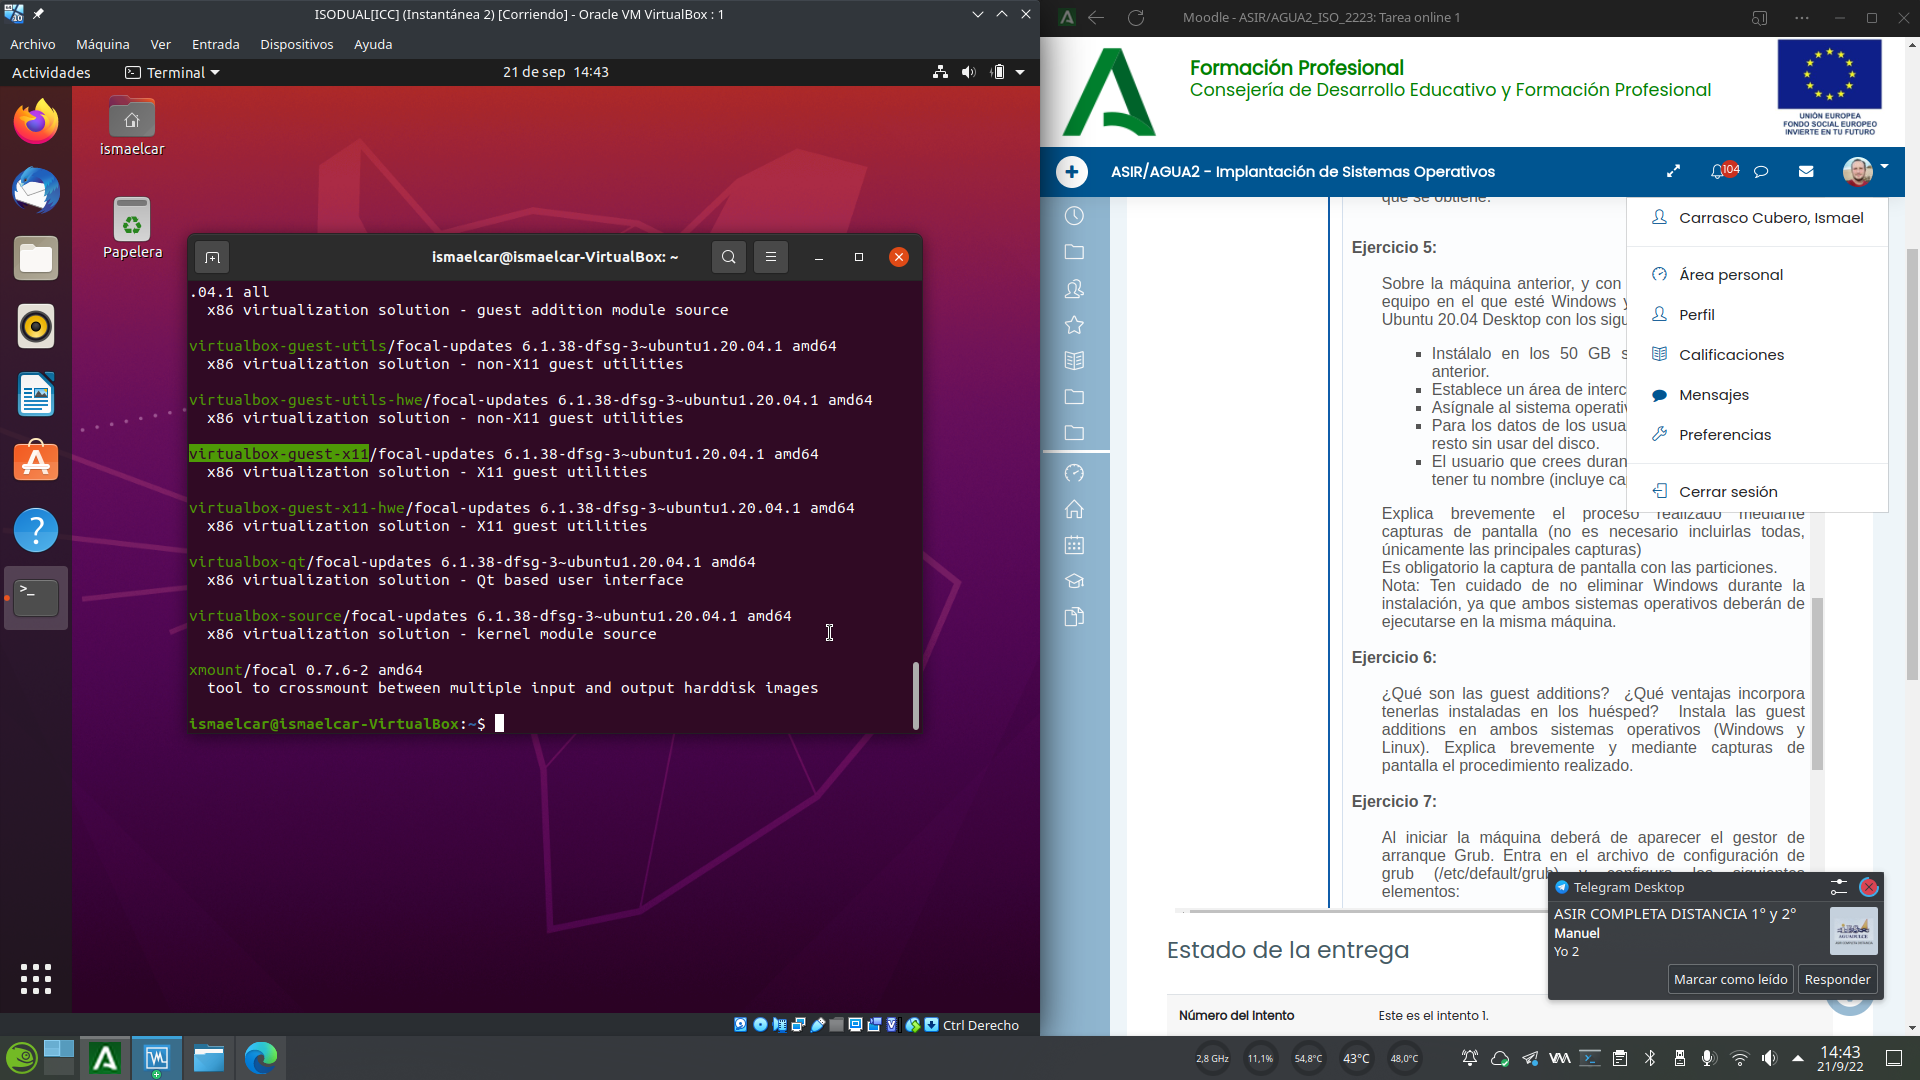 ISODUAL[ICC] (Instantánea 2) [Corriendo] - Oracle VM VirtualBox : 1
Archivo Máquina Ver Entrada Dispositivos Ayuda
Actividades Terminal 21 de sep 14:43
ismaelcar
Papelera
ismaelcar@ismaelcar-VirtualBox: ~
.04.1 all
x86 virtualization solution - guest addition module source
virtualbox-guest-utils/focal-updates 6.1.38-dfsg-3~ubuntu1.20.04.1 amd64
x86 virtualization solution - non-X11 guest utilities
virtualbox-guest-utils-hwe/focal-updates 6.1.38-dfsg-3~ubuntu1.20.04.1 amd64
x86 virtualization solution - non-X11 guest utilities
virtualbox-guest-x11/focal-updates 6.1.38-dfsg-3~ubuntu1.20.04.1 amd64
x86 virtualization solution - X11 guest utilities
virtualbox-guest-x11-hwe/focal-updates 6.1.38-dfsg-3~ubuntu1.20.04.1 amd64
x86 virtualization solution - X11 guest utilities
virtualbox-qt/focal-updates 6.1.38-dfsg-3~ubuntu1.20.04.1 amd64
x86 virtualization solution - Qt based user interface
virtualbox-source/focal-updates 6.1.38-dfsg-3~ubuntu1.20.04.1 amd64
x86 virtualization solution - kernel module source
xmount/focal 0.7.6-2 amd64
tool to crossmount between multiple input and output harddisk images
ismaelcar@ismaelcar-VirtualBox:~$
Ctrl Derecho
Moodle - ASIR/AGUA2_ISO_2223: Tarea online 1
Formación Profesional
Consejería de Desarrollo Educativo y Formación Profesional
UNIÓN EUROPEA
FONDO SOCIAL EUROPEO
INVIERTE EN TU FUTURO
ASIR/AGUA2 - Implantación de Sistemas Operativos
104
que se obtiene.
Carrasco Cubero, Ismael
Área personal
Perfil
Calificaciones
Mensajes
Preferencias
Cerrar sesión
Ejercicio 5:
Sobre la máquina anterior, y con
equipo en el que esté Windows y
Ubuntu 20.04 Desktop con los sigu
Instálalo en los 50 GB s
anterior.
Establece un área de interc
Asígnale al sistema operativ
Para los datos de los usua
resto sin usar del disco.
El usuario que crees duran
tener tu nombre (incluye ca
Explica brevemente el proceso realizado mediante
capturas de pantalla (no es necesario incluirlas todas,
únicamente las principales capturas)
Es obligatorio la captura de pantalla con las particiones.
Nota: Ten cuidado de no eliminar Windows durante la
instalación, ya que ambos sistemas operativos deberán de
ejecutarse en la misma máquina.
Ejercicio 6:
¿Qué son las guest additions? ¿Qué ventajas incorpora
tenerlas instaladas en los huésped? Instala las guest
additions en ambos sistemas operativos (Windows y
Linux). Explica brevemente y mediante capturas de
pantalla el procedimiento realizado.
Ejercicio 7:
Al iniciar la máquina deberá de aparecer el gestor de
arranque Grub. Entra en el archivo de configuración de
grub (/etc/default/grub) y configura los siguientes
elementos:
Telegram Desktop
ASIR COMPLETA DISTANCIA 1º y 2º
Manuel
Yo 2
Marcar como leído Responder
Estado de la entrega
Número del Intento Este es el intento 1.
2,8 GHz 11,1% 54,8°C 43°C 48,0°C
14:43
21/9/22